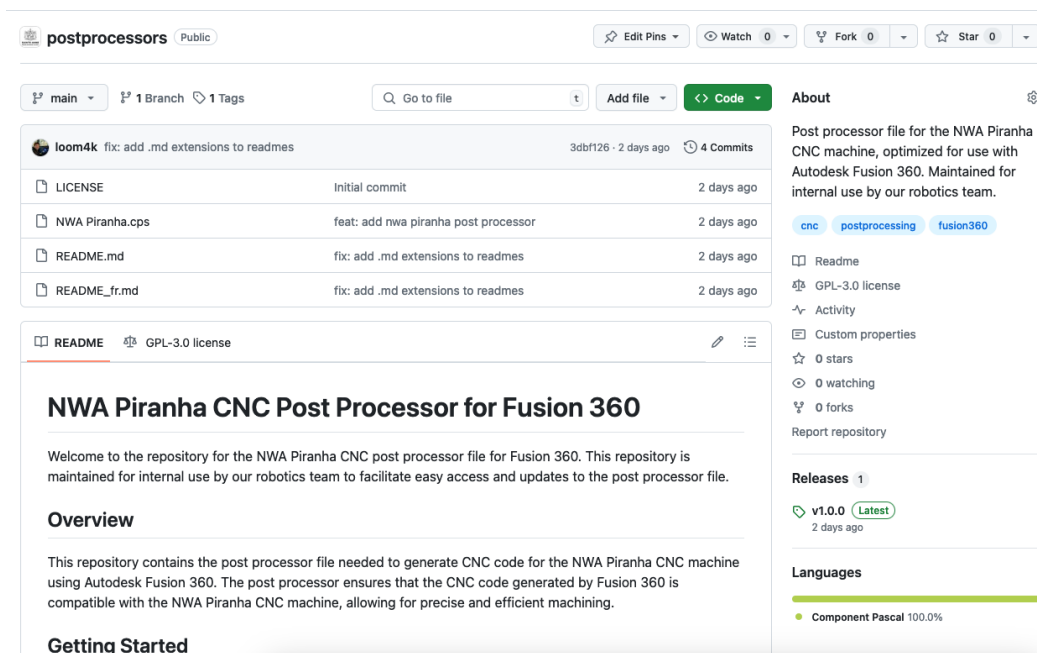 postprocessors Public
Edit Pins Watch 0 Fork 0 Star 0
main 1 Branch 1 Tags Go to file t Add file Code
loom4k fix: add .md extensions to readmes 3dbf126 · 2 days ago 4 Commits
LICENSE Initial commit 2 days ago
NWA Piranha.cps feat: add nwa piranha post processor 2 days ago
README.md fix: add .md extensions to readmes 2 days ago
README_fr.md fix: add .md extensions to readmes 2 days ago
README GPL-3.0 license
NWA Piranha CNC Post Processor for Fusion 360
Welcome to the repository for the NWA Piranha CNC post processor file for Fusion 360. This repository is
maintained for internal use by our robotics team to facilitate easy access and updates to the post processor file.
Overview
This repository contains the post processor file needed to generate CNC code for the NWA Piranha CNC machine
using Autodesk Fusion 360. The post processor ensures that the CNC code generated by Fusion 360 is
compatible with the NWA Piranha CNC machine, allowing for precise and efficient machining.
Getting Started
About
Post processor file for the NWA Piranha
CNC machine, optimized for use with
Autodesk Fusion 360. Maintained for
internal use by our robotics team.
cnc postprocessing fusion360
Readme
GPL-3.0 license
Activity
Custom properties
0 stars
0 watching
0 forks
Report repository
Releases 1
v1.0.0 Latest
2 days ago
Languages
Component Pascal 100.0%